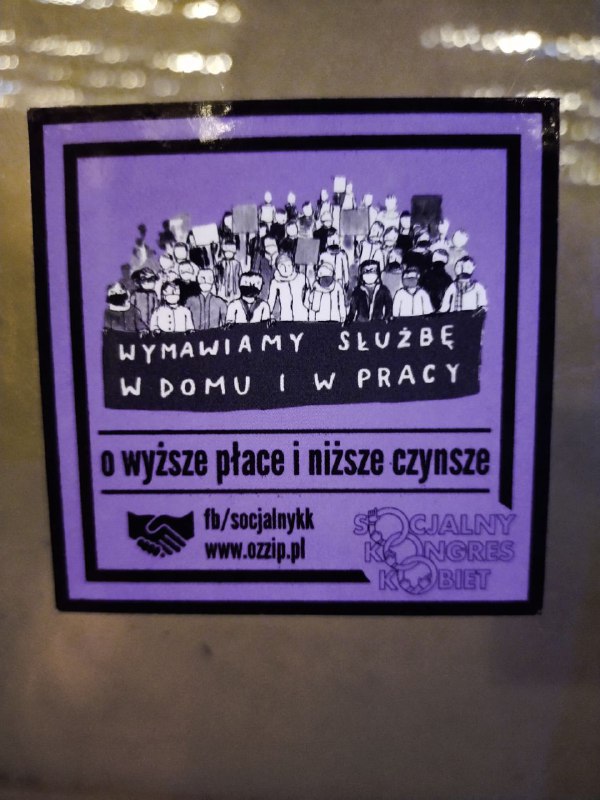 WYMAWIAMY SŁUŻBĘ
W DOMU I W PRACY
o wyższe płace i niższe czynsze
fb/socjalnykk
www.ozzip.pl
SOCJALNY
KONGRES
KOBIET